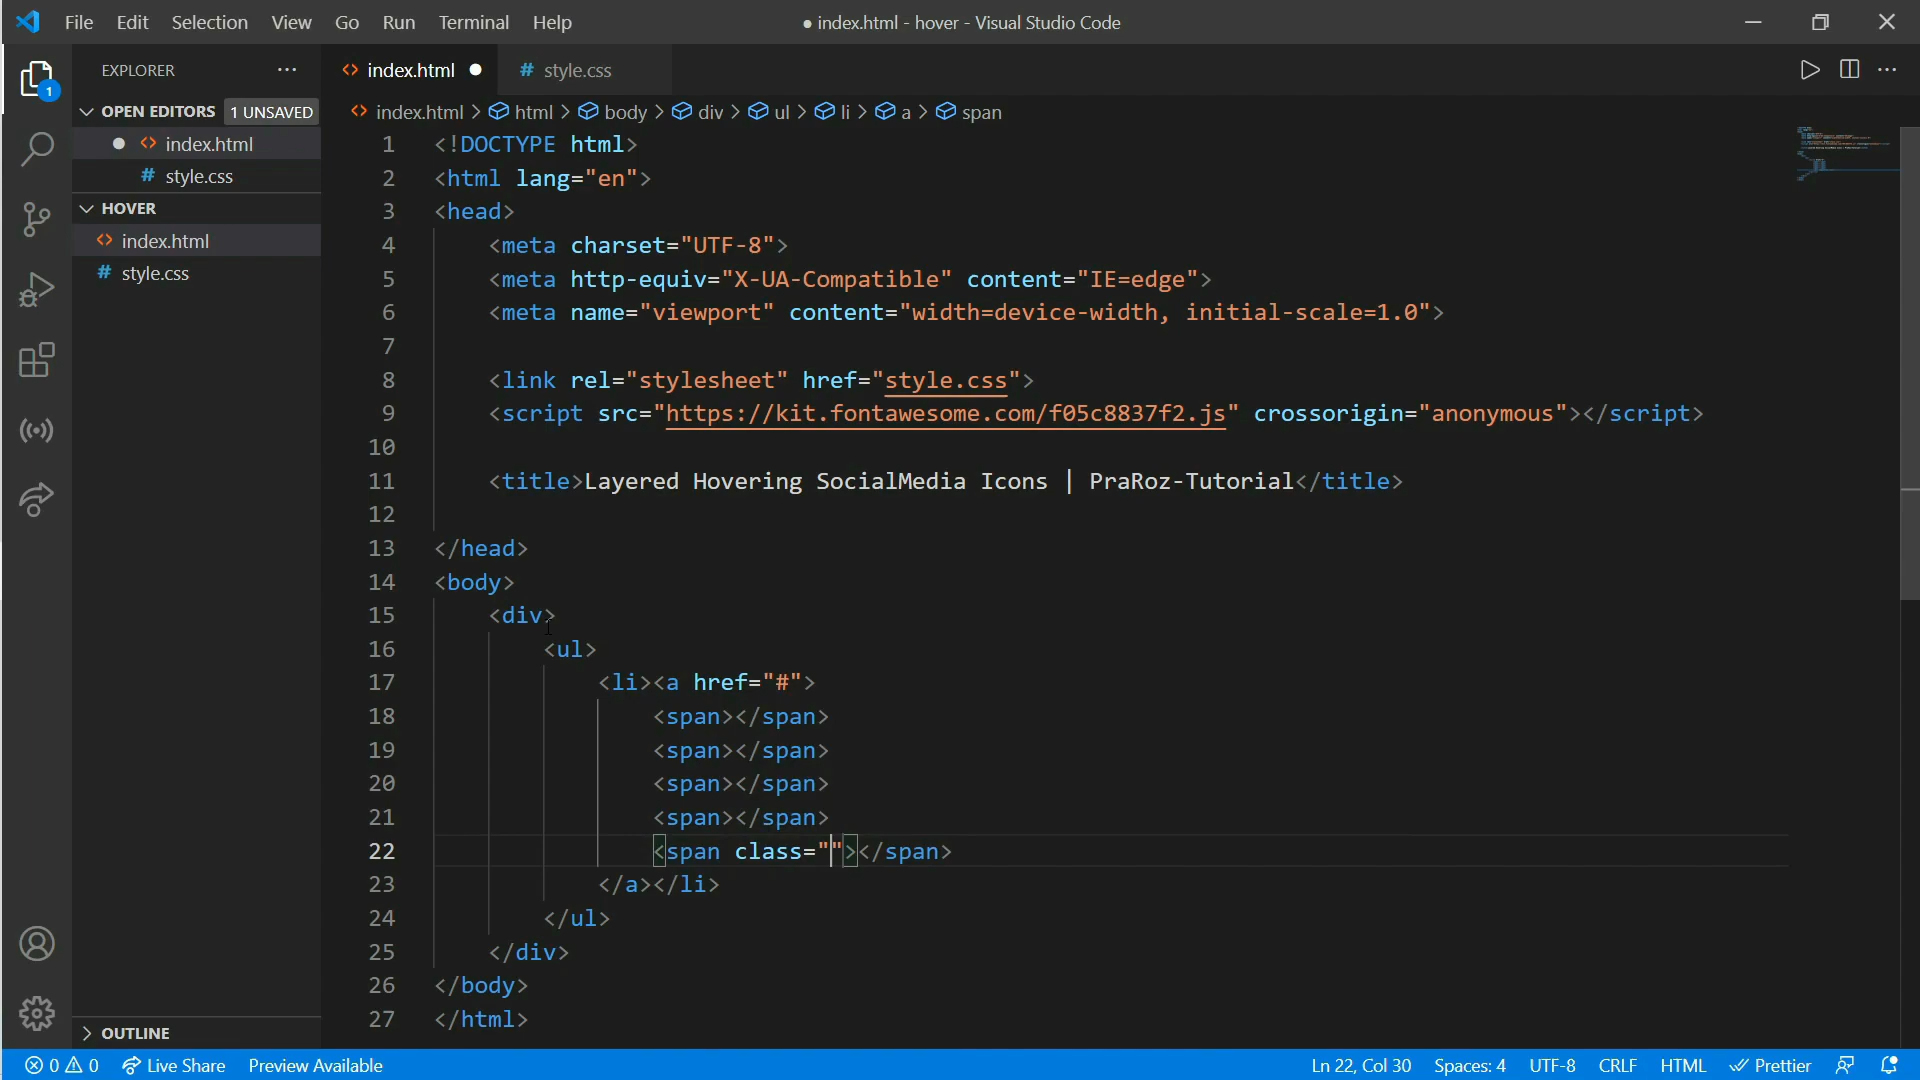 File Edit Selection View Go Run Terminal Help
● index.html - hover - Visual Studio Code
EXPLORER
OPEN EDITORS 1 UNSAVED
index.html
style.css
HOVER
index.html
style.css
OUTLINE
1
index.html
# style.css
index.html > html > body > div > ul > li > a > span
1 <!DOCTYPE html>
2 <html lang="en">
3 <head>
4 <meta charset="UTF-8">
5 <meta http-equiv="X-UA-Compatible" content="IE=edge">
6 <meta name="viewport" content="width=device-width, initial-scale=1.0">
7
8 <link rel="stylesheet" href="style.css">
9 <script src="https://kit.fontawesome.com/f05c8837f2.js" crossorigin="anonymous"></script>
10
11 <title>Layered Hovering SocialMedia Icons | PraRoz-Tutorial</title>
12
13 </head>
14 <body>
15 <div>
16 <ul>
17 <li><a href="#">
18 <span></span>
19 <span></span>
20 <span></span>
21 <span></span>
22 <span class=""></span>
23 </a></li>
24 </ul>
25 </div>
26 </body>
27 </html>
0 0 Live Share Preview Available Ln 22, Col 30 Spaces: 4 UTF-8 CRLF HTML Prettier